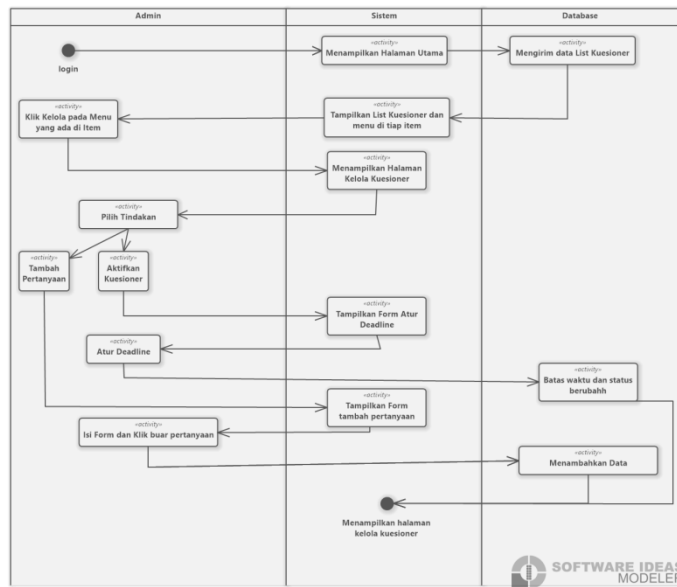 Admin
Sistem
Database
login
«activity»
Menampilkan Halaman Utama
«activity»
Mengirim data List Kuesioner
«activity»
Klik Kelola pada Menu
yang ada di Item
«activity»
Tampilkan List Kuesioner dan
menu di tiap item
«activity»
Menampilkan Halaman
Kelola Kuesioner
«activity»
Pilih Tindakan
«activity»
Tambah
Pertanyaan
«activity»
Aktifkan
Kuesioner
«activity»
Tampilkan Form Atur
Deadline
«activity»
Atur Deadline
«activity»
Batas waktu dan status
berubahh
«activity»
Tampilkan Form
tambah pertanyaan
«activity»
Isi Form dan Klik buar pertanyaan
«activity»
Menambahkan Data
Menampilkan halaman
kelola kuesioner
SOFTWARE IDEAS
MODELER